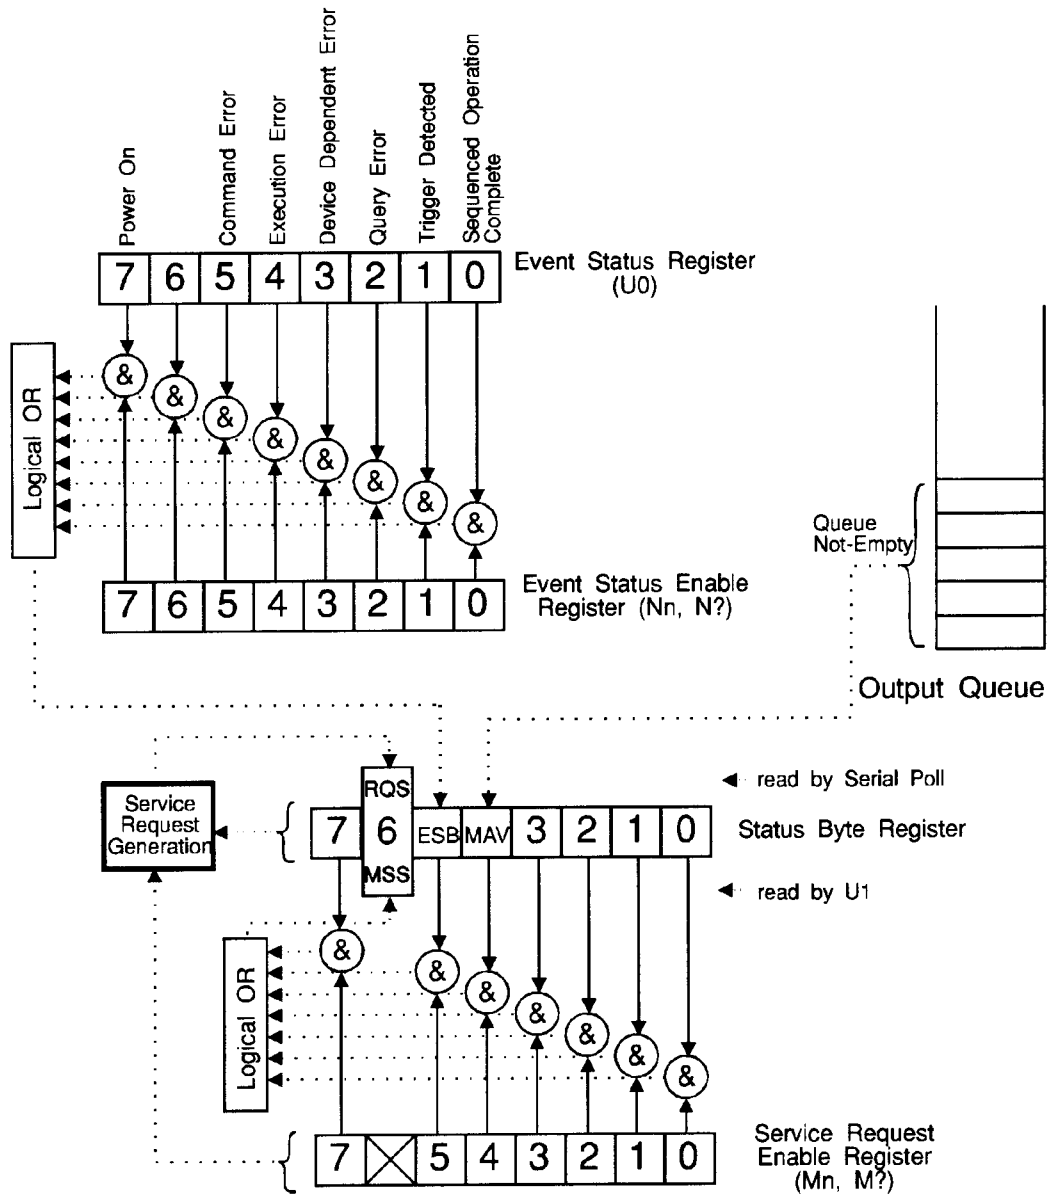 Power On
Command Error
Execution Error
Device Dependent Error
Query Error
Trigger Detected
Sequenced Operation
Complete
7 6 5 4 3 2 1 0
Event Status Register
(U0)
& & & & & & & &
Logical OR
7 6 5 4 3 2 1 0
Event Status Enable
Register (Nn, N?)
Queue
Not-Empty
Output Queue
Service
Request
Generation
RQS
7 6 ESB MAV 3 2 1 0
MSS
read by Serial Poll
Status Byte Register
read by U1
& & & & & & &
Logical OR
7 5 4 3 2 1 0
Service Request
Enable Register
(Mn, M?)